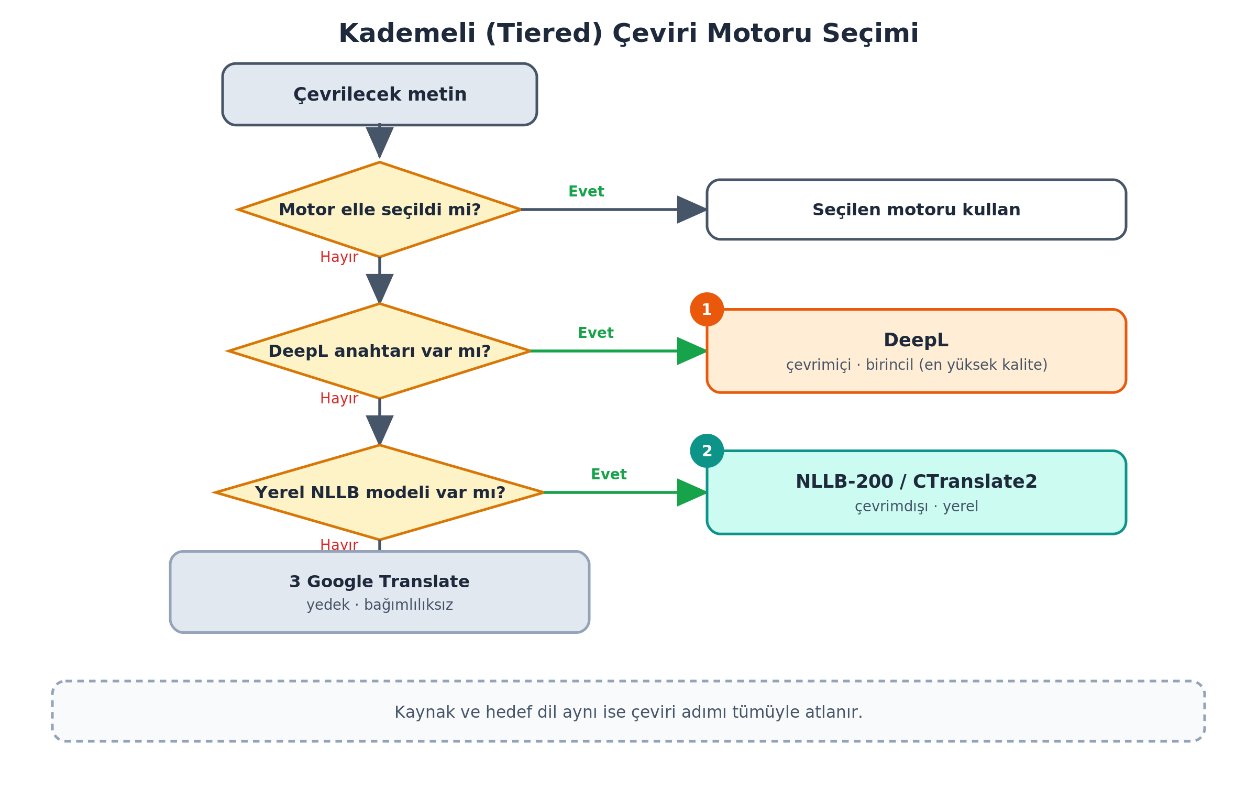 Kademeli (Tiered) Çeviri Motoru Seçimi
Çevrilecek metin
Motor elle seçildi mi?
Evet
Seçilen motoru kullan
Hayır
DeepL anahtarı var mı?
Evet
1
DeepL
çevrimiçi · birincil (en yüksek kalite)
Hayır
Yerel NLLB modeli var mı?
Evet
2
NLLB-200 / CTranslate2
çevrimdışı · yerel
Hayır
3 Google Translate
yedek · bağımlılıksız
Kaynak ve hedef dil aynı ise çeviri adımı tümüyle atlanır.